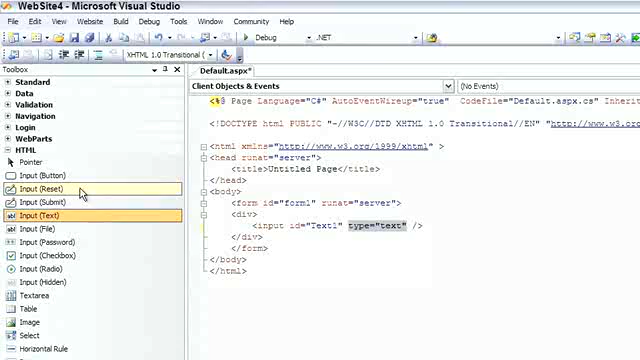 WebSite4 - Microsoft Visual Studio
File Edit View Website Build Debug Tools Window Community Help
Debug .NET
XHTML 1.0 Transitional (
Toolbox
Default.aspx*
Standard
Data
Validation
Navigation
Login
WebParts
HTML
Pointer
Input (Button)
Input (Reset)
Input (Submit)
Input (Text)
Input (File)
Input (Password)
Input (Checkbox)
Input (Radio)
Input (Hidden)
Textarea
Table
Image
Select
Horizontal Rule
Client Objects & Events (No Events)
<%@ Page Language="C#" AutoEventWireup="true" CodeFile="Default.aspx.cs" Inherit
<!DOCTYPE html PUBLIC "-//W3C//DTD XHTML 1.0 Transitional//EN" "http://www.w3.o
<html xmlns="http://www.w3.org/1999/xhtml" >
<head runat="server">
<title>Untitled Page</title>
</head>
<body>
<form id="form1" runat="server">
<div>
<input id="Text1" type="text" />
</div>
</form>
</body>
</html>